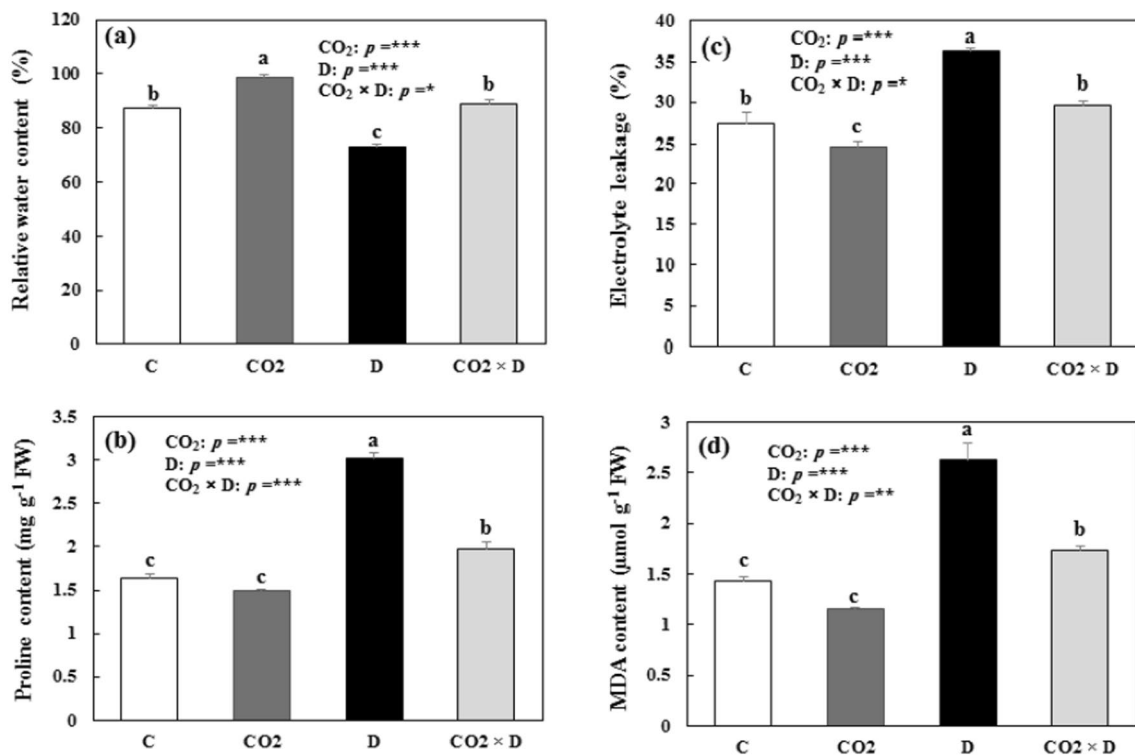 (a)
CO₂: p =***
D: p =***
CO₂ × D: p =*
Relative water content (%)
120
100
80
60
40
20
0
b
a
c
b
C
CO2
D
CO2 × D
(c)
CO₂: p =***
D: p =***
CO₂ × D: p =*
Electrolyte leakage (%)
40
35
30
25
20
15
10
5
0
b
c
a
b
C
CO2
D
CO2 × D
(b)
CO₂: p =***
D: p =***
CO₂ × D: p =***
Proline content (mg g⁻¹ FW)
3.5
3
2.5
2
1.5
1
0.5
0
c
c
a
b
C
CO2
D
CO2 × D
(d)
CO₂: p =***
D: p =***
CO₂ × D: p =**
MDA content (µmol g⁻¹ FW)
3
2.5
2
1.5
1
0.5
0
c
c
a
b
C
CO2
D
CO2 × D